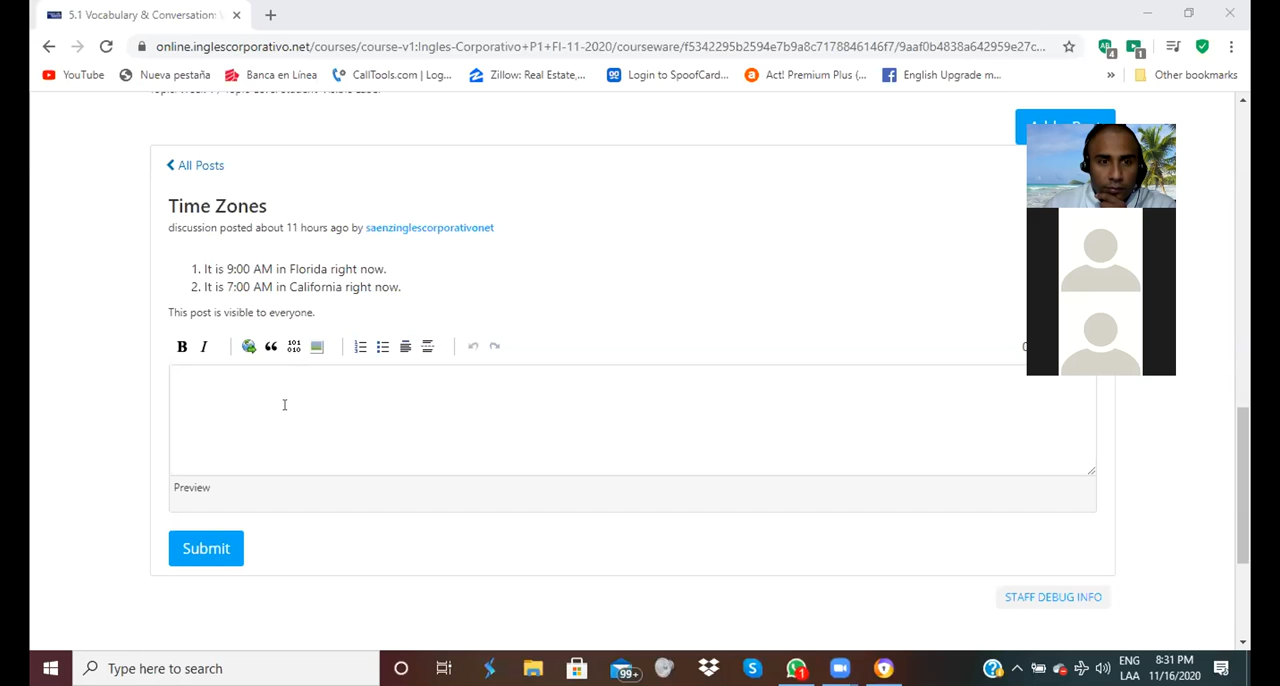 5.1 Vocabulary & Conversation
online.inglescorporativo.net/courses/course-v1:Ingles-Corporativo+P1+FI-11-2020/courseware/f5342295b2594e7b9a8c7178846146f7/9aaf0b4838a642959e27c...
4
1
YouTube
Nueva pestaña
Banca en Línea
CallTools.com | Log...
Zillow: Real Estate,...
Login to SpoofCard...
Act! Premium Plus (...
English Upgrade m...
»
Other bookmarks
All Posts
Time Zones
discussion posted about 11 hours ago by saenzinglescorporativonet
1. It is 9:00 AM in Florida right now.
2. It is 7:00 AM in California right now.
This post is visible to everyone.
B I
Preview
Submit
STAFF DEBUG INFO
Type here to search
99+
1
ENG
LAA
8:31 PM
11/16/2020